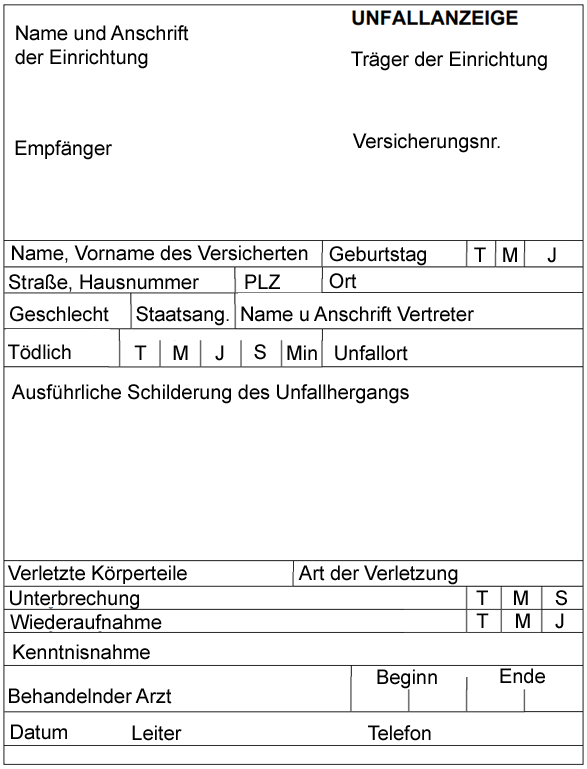 UNFALLANZEIGE
Name und Anschrift
der Einrichtung
Träger der Einrichtung
Empfänger
Versicherungsnr.
Name, Vorname des Versicherten Geburtstag T M J
Straße, Hausnummer PLZ Ort
Geschlecht Staatsang. Name u Anschrift Vertreter
Tödlich T M J S Min Unfallort
Ausführliche Schilderung des Unfallhergangs
Verletzte Körperteile Art der Verletzung
Unterbrechung T M S
Wiederaufnahme T M J
Kenntnisnahme
Behandelnder Arzt Beginn Ende
Datum Leiter Telefon